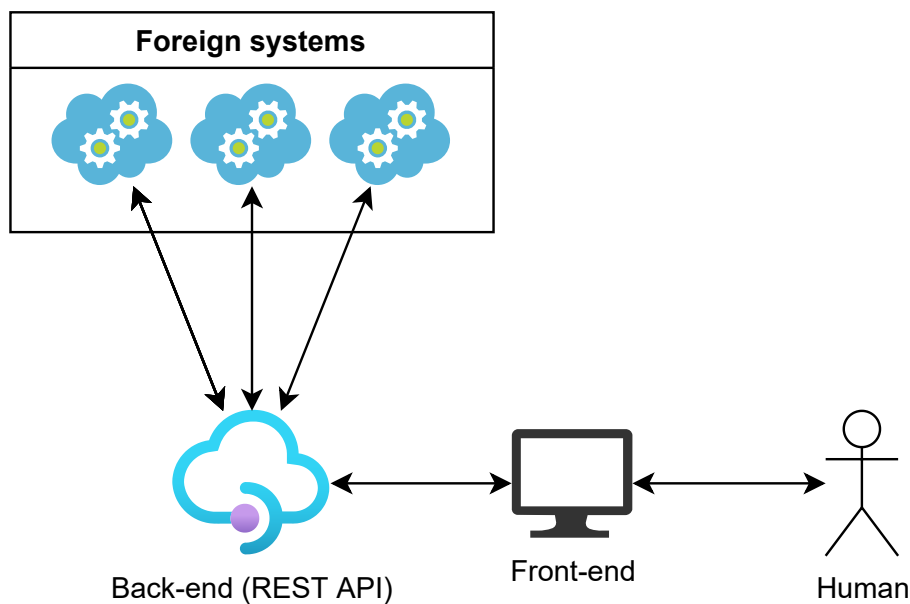 Foreign systems
Back-end (REST API)
Front-end
Human